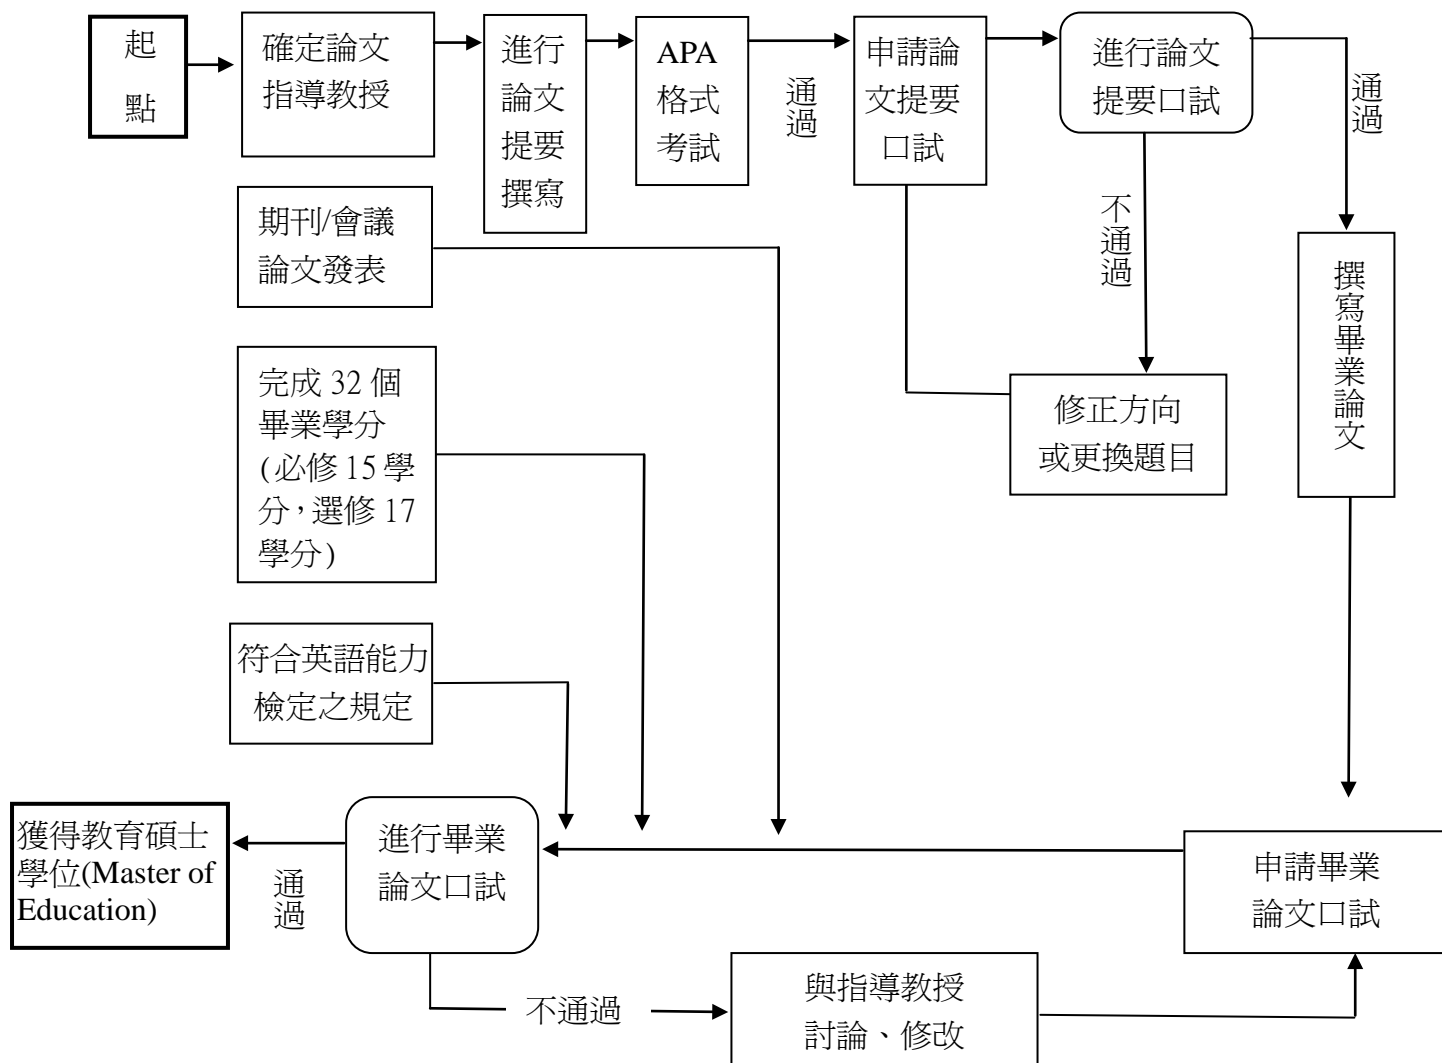 起
點
確定論文
指導教授
進行
論文
提要
撰寫
APA
格式
考試
通過
申請論
文提要
口試
進行論文
提要口試
通過
不通過
期刊/會議
論文發表
撰寫畢業論文
完成 32 個
畢業學分
(必修 15 學
分，選修 17
學分)
修正方向
或更換題目
符合英語能力
檢定之規定
獲得教育碩士
學位(Master of
Education)
通過
進行畢業
論文口試
申請畢業
論文口試
不通過
與指導教授
討論、修改